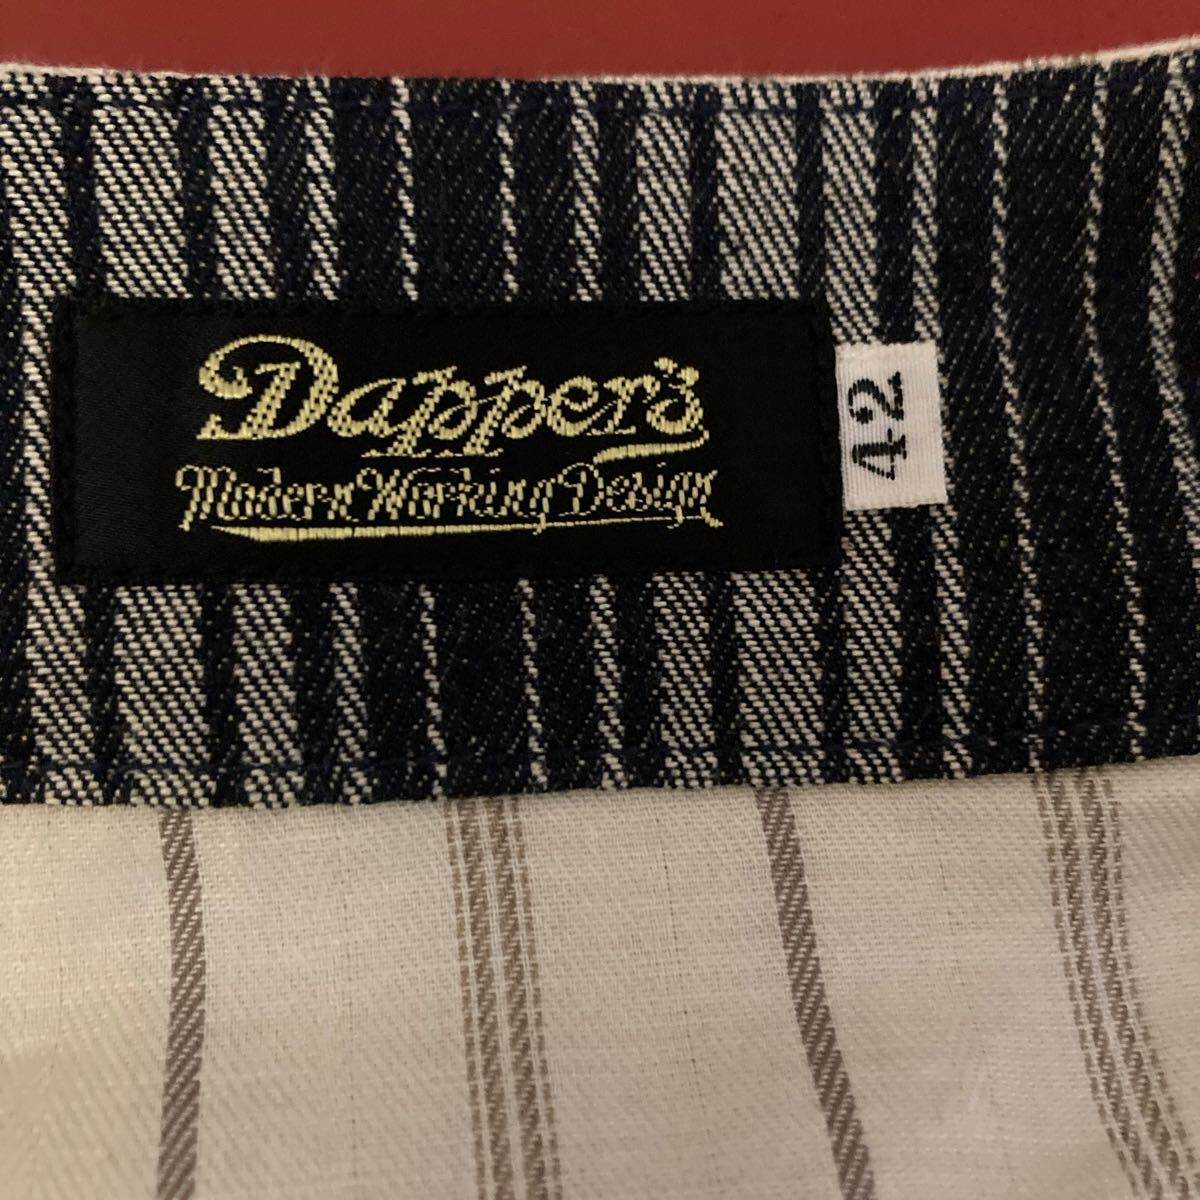 Dapper's
Modern Working Design
42